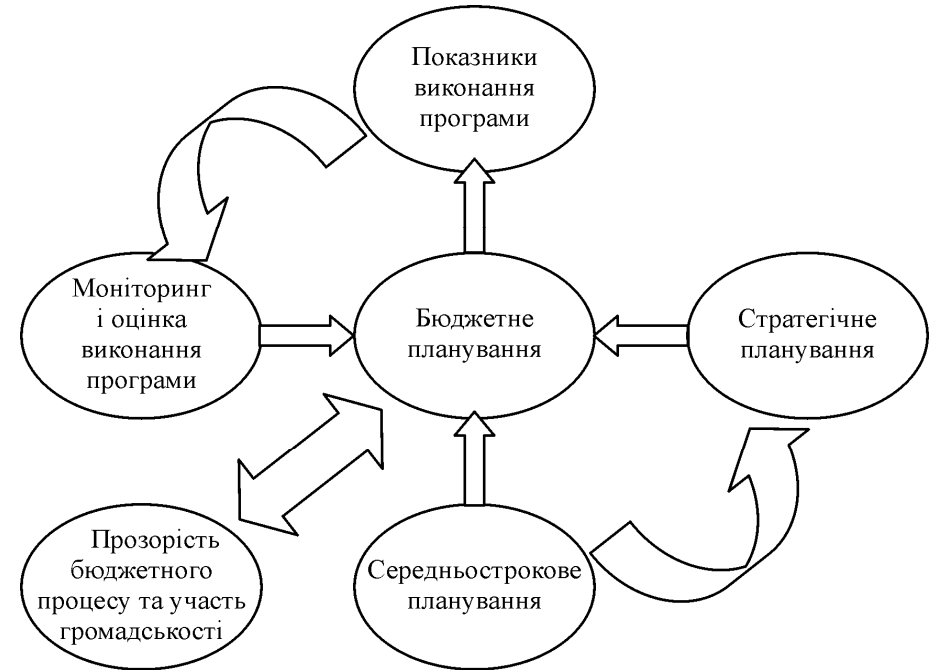 Показники
виконання
програми
Моніторинг
і оцінка
виконання
програми
Бюджетне
планування
Стратегічне
планування
Прозорість
бюджетного
процесу та участь
громадськості
Середньострокове
планування